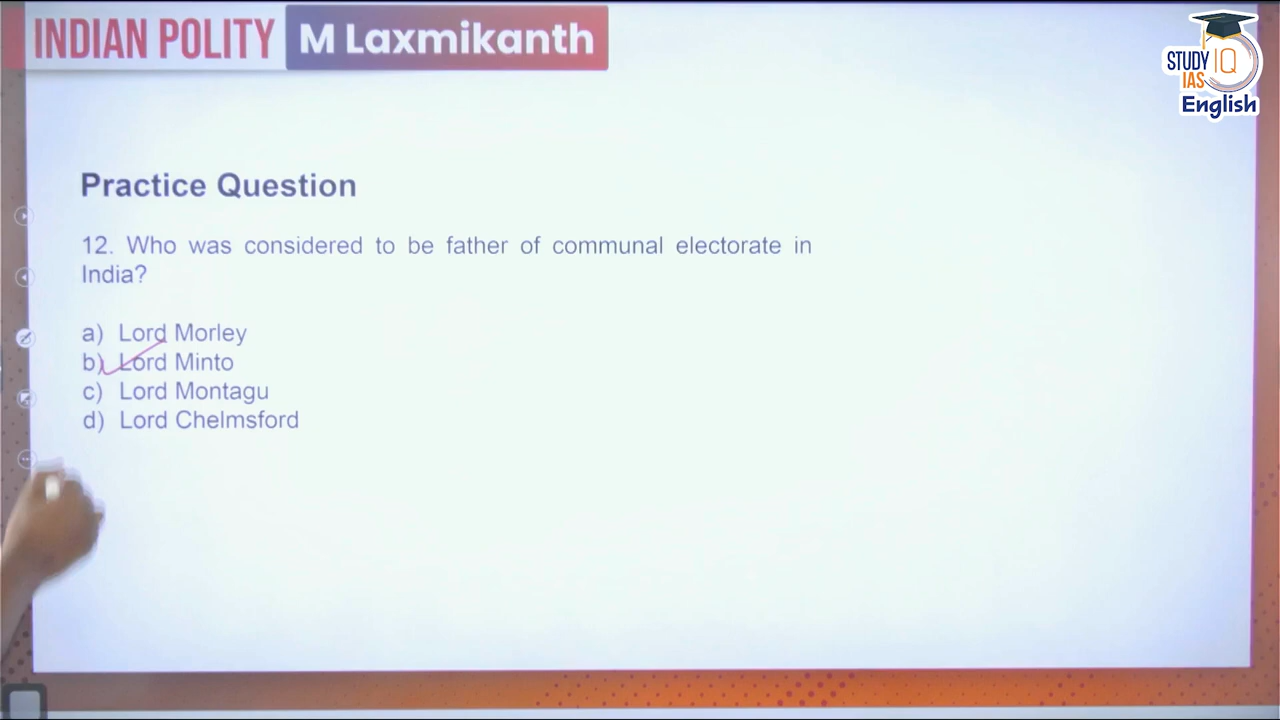 INDIAN POLITY M Laxmikanth
STUDY IQ
IAS
English
Practice Question
12. Who was considered to be father of communal electorate in
India?
a) Lord Morley
b) Lord Minto
c) Lord Montagu
d) Lord Chelmsford